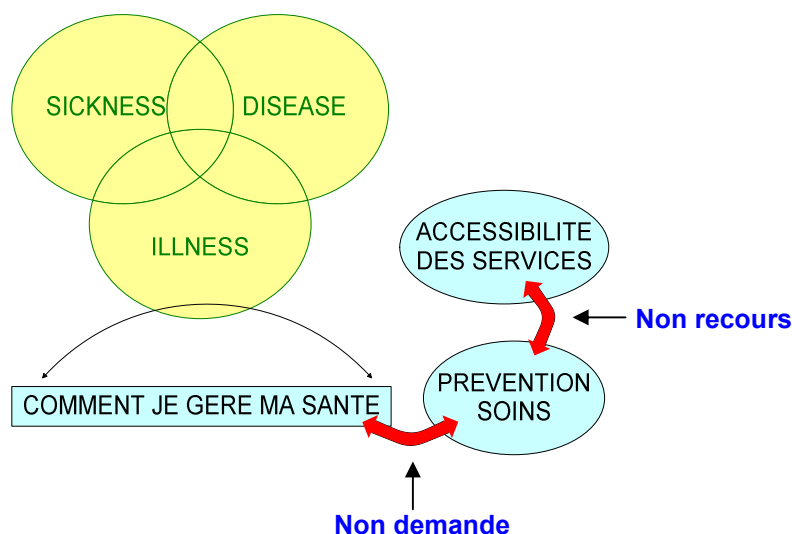 SICKNESS
DISEASE
ILLNESS
ACCESSIBILITE
DES SERVICES
Non recours
PREVENTION
SOINS
COMMENT JE GERE MA SANTE
Non demande